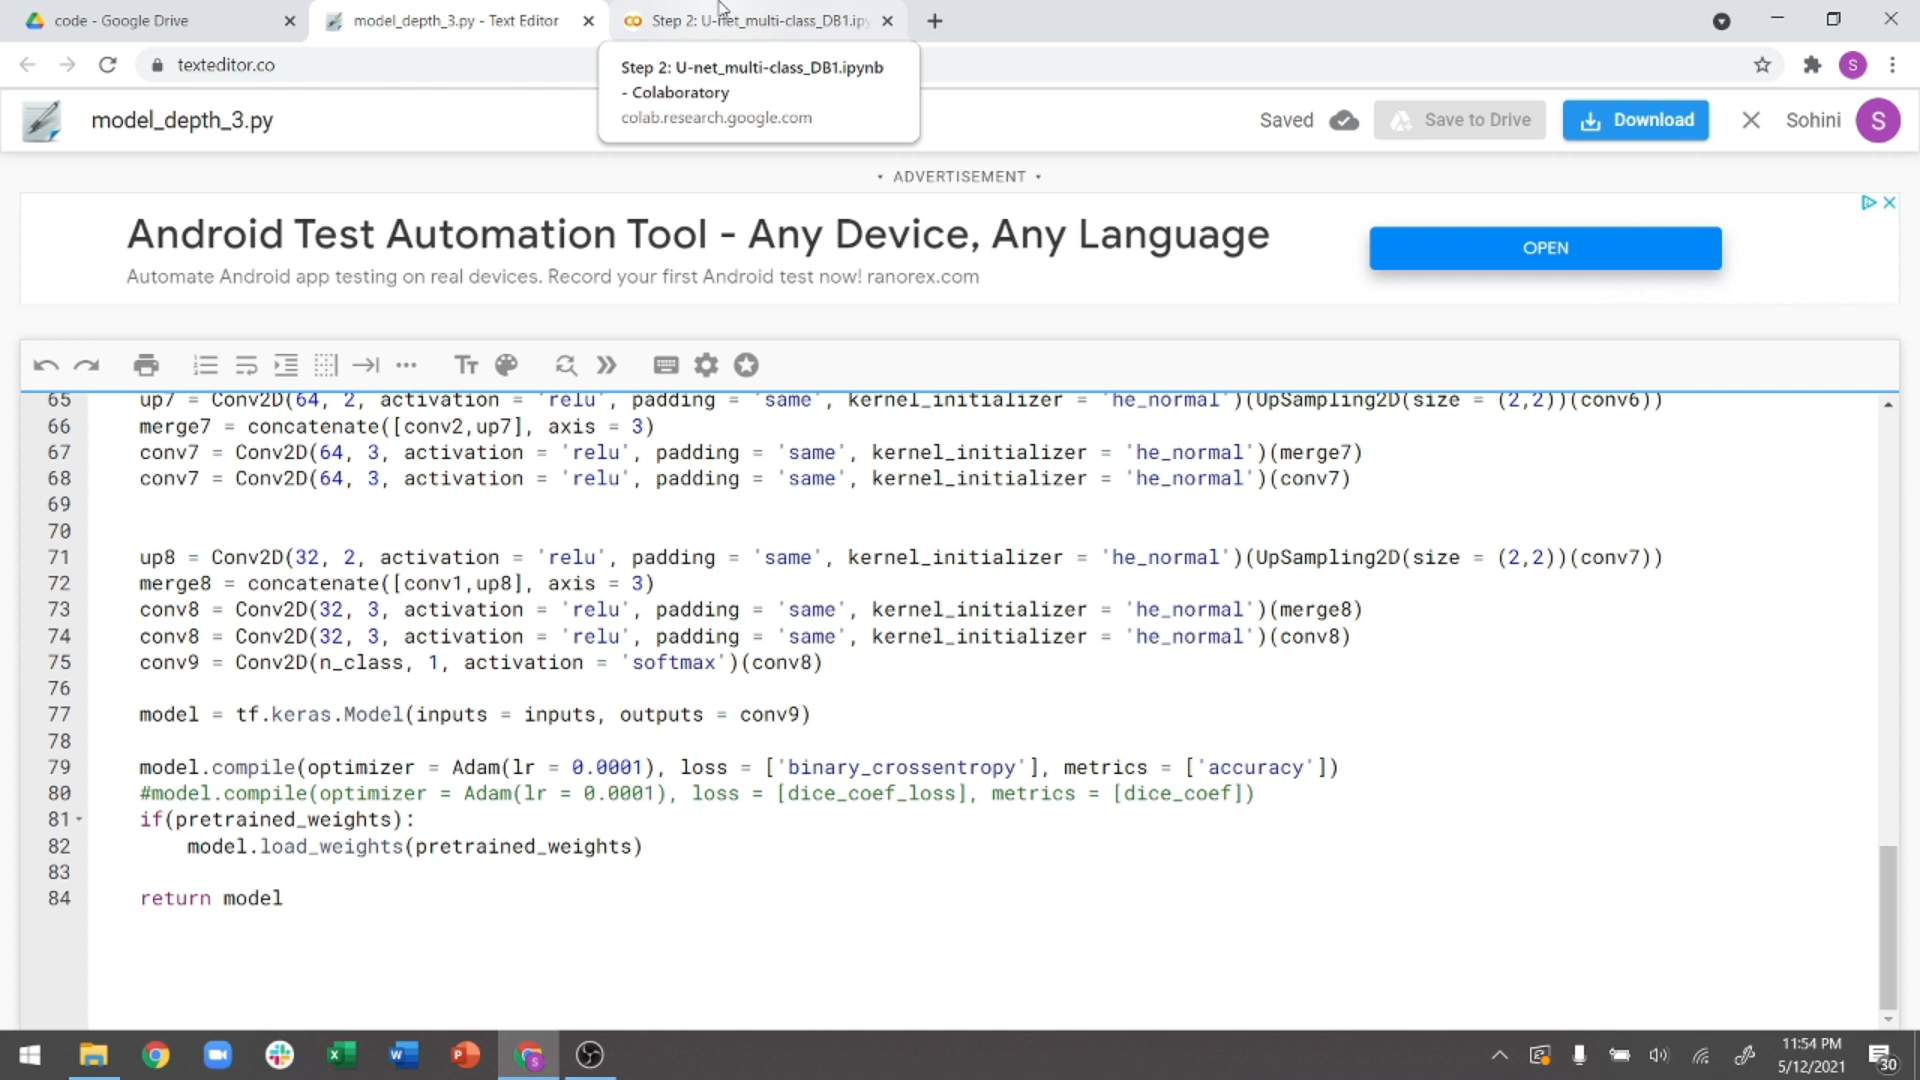 code - Google Drive
model_depth_3.py - Text Editor
Step 2: U-net_multi-class_DB1.ipy
texteditor.co
Step 2: U-net_multi-class_DB1.ipynb
- Colaboratory
colab.research.google.com
S
model_depth_3.py
Saved
Save to Drive
Download
Sohini
S
• ADVERTISEMENT •
Android Test Automation Tool - Any Device, Any Language
Automate Android app testing on real devices. Record your first Android test now! ranorex.com
OPEN
65 up7 = Conv2D(64, 2, activation = 'relu', padding = 'same', kernel_initializer = 'he_normal')(UpSampling2D(size = (2,2))(conv6))
66 merge7 = concatenate([conv2,up7], axis = 3)
67 conv7 = Conv2D(64, 3, activation = 'relu', padding = 'same', kernel_initializer = 'he_normal')(merge7)
68 conv7 = Conv2D(64, 3, activation = 'relu', padding = 'same', kernel_initializer = 'he_normal')(conv7)
69
70
71 up8 = Conv2D(32, 2, activation = 'relu', padding = 'same', kernel_initializer = 'he_normal')(UpSampling2D(size = (2,2))(conv7))
72 merge8 = concatenate([conv1,up8], axis = 3)
73 conv8 = Conv2D(32, 3, activation = 'relu', padding = 'same', kernel_initializer = 'he_normal')(merge8)
74 conv8 = Conv2D(32, 3, activation = 'relu', padding = 'same', kernel_initializer = 'he_normal')(conv8)
75 conv9 = Conv2D(n_class, 1, activation = 'softmax')(conv8)
76
77 model = tf.keras.Model(inputs = inputs, outputs = conv9)
78
79 model.compile(optimizer = Adam(lr = 0.0001), loss = ['binary_crossentropy'], metrics = ['accuracy'])
80 #model.compile(optimizer = Adam(lr = 0.0001), loss = [dice_coef_loss], metrics = [dice_coef])
81 if(pretrained_weights):
82 model.load_weights(pretrained_weights)
83
84 return model
11:54 PM
5/12/2021
30